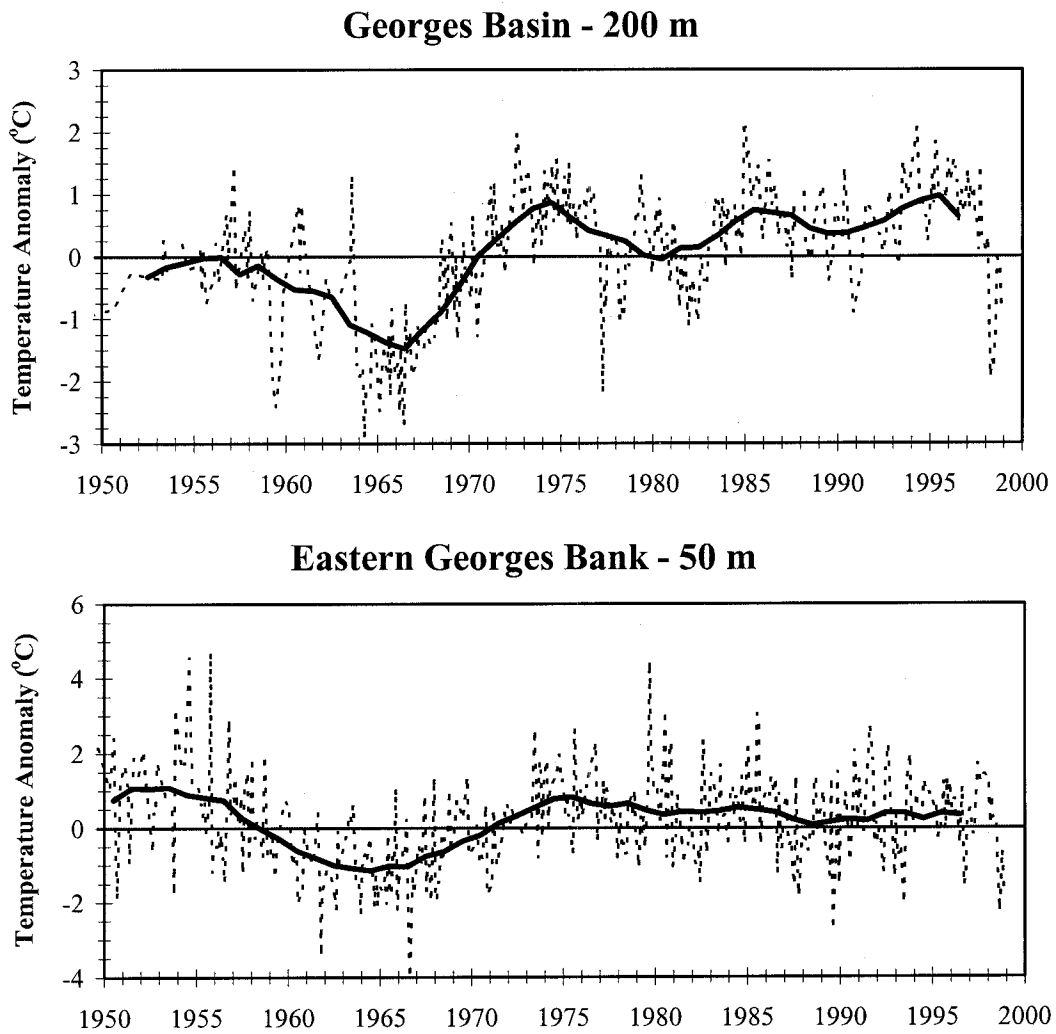 Georges Basin - 200 m
Temperature Anomaly (°C)
3
2
1
0
-1
-2
-3
1950 1955 1960 1965 1970 1975 1980 1985 1990 1995 2000
Eastern Georges Bank - 50 m
Temperature Anomaly (°C)
6
4
2
0
-2
-4
1950 1955 1960 1965 1970 1975 1980 1985 1990 1995 2000